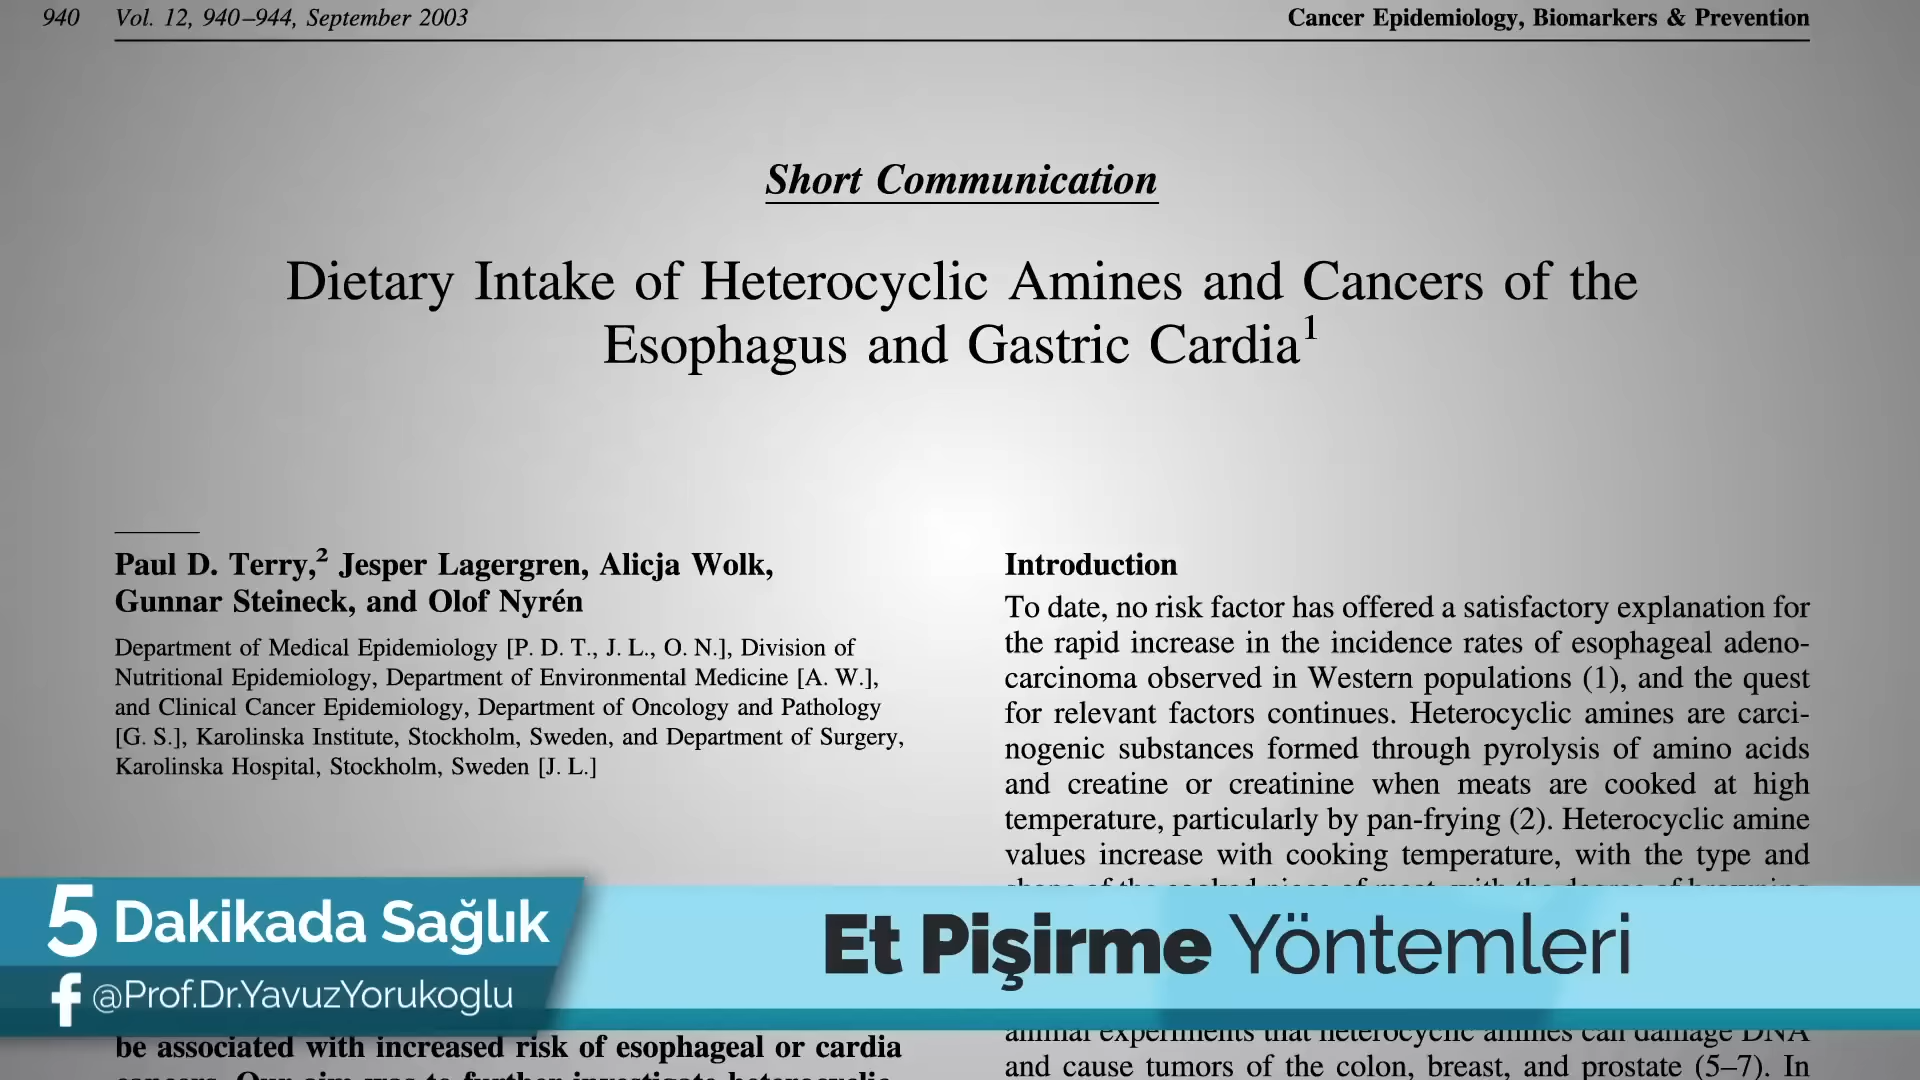 940 Vol. 12, 940–944, September 2003 Cancer Epidemiology, Biomarkers & Prevention
Short Communication
Dietary Intake of Heterocyclic Amines and Cancers of the
Esophagus and Gastric Cardia1
Paul D. Terry,2 Jesper Lagergren, Alicja Wolk,
Gunnar Steineck, and Olof Nyrén
Department of Medical Epidemiology [P. D. T., J. L., O. N.], Division of
Nutritional Epidemiology, Department of Environmental Medicine [A. W.],
and Clinical Cancer Epidemiology, Department of Oncology and Pathology
[G. S.], Karolinska Institute, Stockholm, Sweden, and Department of Surgery,
Karolinska Hospital, Stockholm, Sweden [J. L.]
be associated with increased risk of esophageal or cardia
Introduction
To date, no risk factor has offered a satisfactory explanation for
the rapid increase in the incidence rates of esophageal adeno-
carcinoma observed in Western populations (1), and the quest
for relevant factors continues. Heterocyclic amines are carci-
nogenic substances formed through pyrolysis of amino acids
and creatine or creatinine when meats are cooked at high
temperature, particularly by pan-frying (2). Heterocyclic amine
values increase with cooking temperature, with the type and
animal experiments that heterocyclic amines can damage DNA
and cause tumors of the colon, breast, and prostate (5–7). In
5 Dakikada Sağlık
@Prof.Dr.YavuzYorukoglu
Et Pişirme Yöntemleri